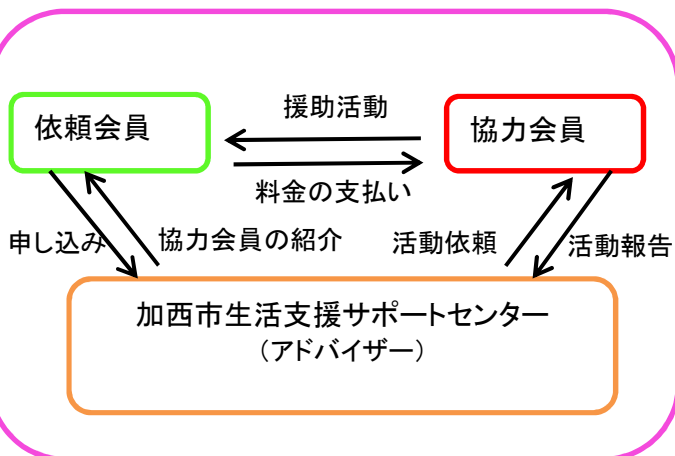 援助活動
依頼会員
協力会員
料金の支払い
申し込み
協力会員の紹介
活動依頼
活動報告
加西市生活支援サポートセンター
（アドバイザー）